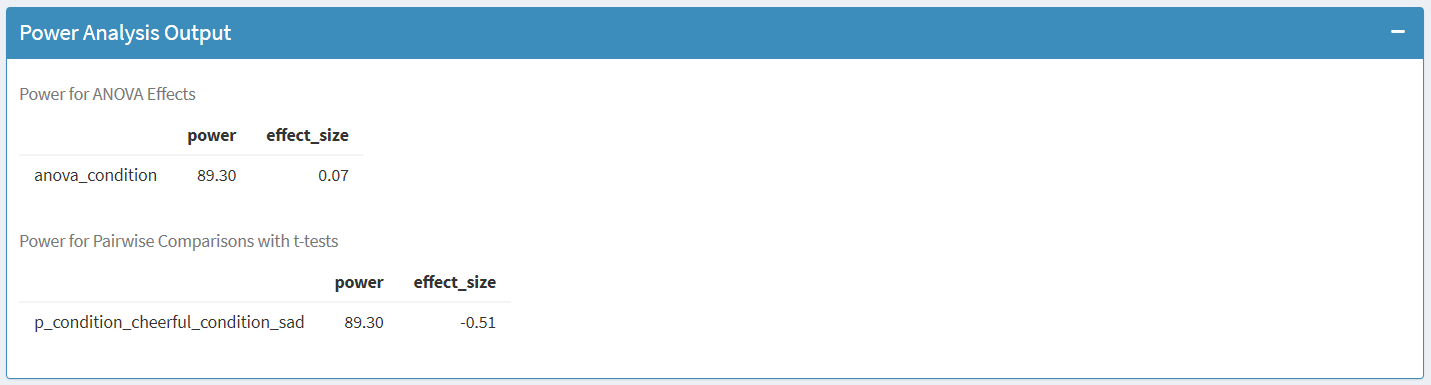 Power Analysis Output
Power for ANOVA Effects
power effect_size
anova_condition 89.30 0.07
Power for Pairwise Comparisons with t-tests
power effect_size
p_condition_cheerful_condition_sad 89.30 -0.51